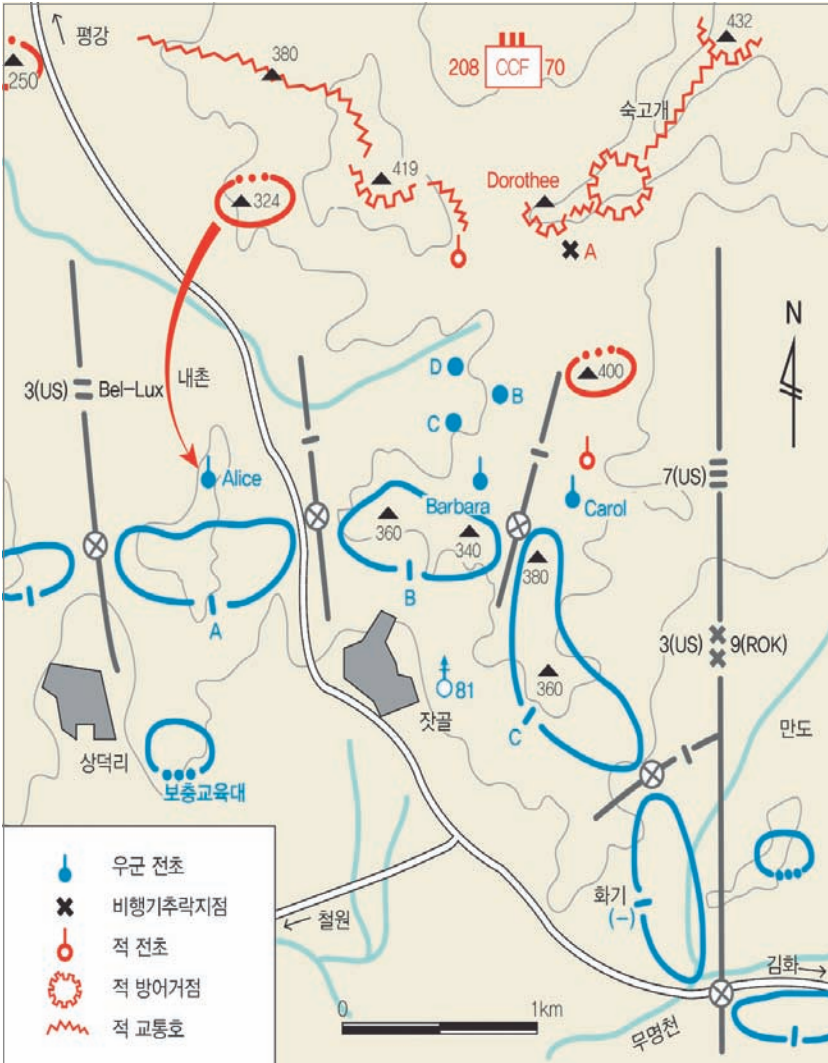 평강
432
380
208 CCF 70
250
숙고개
419
Dorothee
324
A
N
내촌
D
400
3(US) Bel-Lux
B
C
7(US)
Alice
Barbara
Carol
360
340
380
B
A
3(US) 9(ROK)
360
81
잣골
C
만도
상덕리
보충교육대
우군 전초
비행기추락지점
적 전초
적 방어거점
적 교통호
철원
화기
(-)
김화
0 1km
무명천